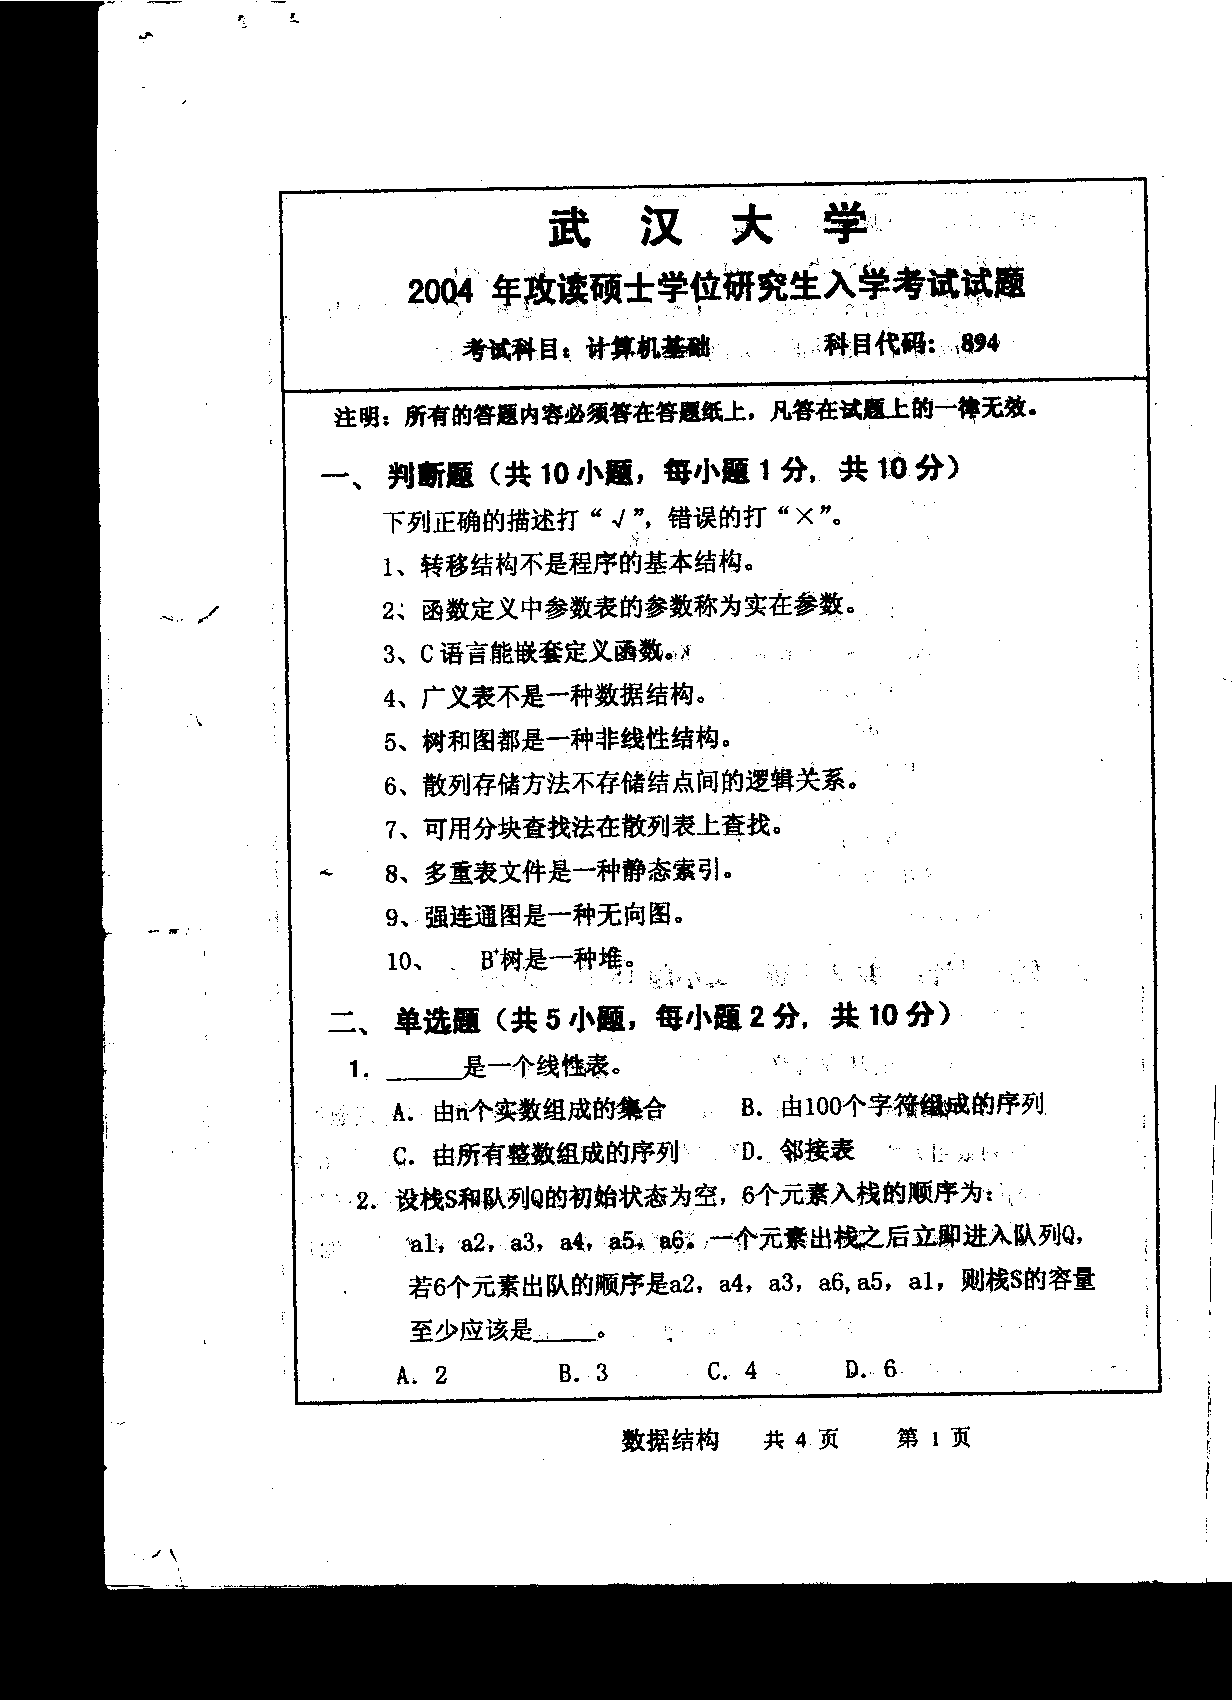 武 汉 大 学
2004 年攻读硕士学位研究生入学考试试题
考试科目：计算机基础 科目代码：894
注明：所有的答题内容必须答在答题纸上，凡答在试题上的一律无效。
一、 判断题（共 10 小题，每小题 1 分，共 10 分）
下列正确的描述打“√”，错误的打“×”。
1、转移结构不是程序的基本结构。
2、函数定义中参数表的参数称为实在参数。
3、C 语言能嵌套定义函数。
4、广义表不是一种数据结构。
5、树和图都是一种非线性结构。
6、散列存储方法不存储结点间的逻辑关系。
7、可用分块查找法在散列表上查找。
8、多重表文件是一种静态索引。
9、强连通图是一种无向图。
10、 B⁺树是一种堆。
二、 单选题（共 5 小题，每小题 2 分，共 10 分）
1. ______是一个线性表。
A. 由n个实数组成的集合 B. 由100个字符组成的序列
C. 由所有整数组成的序列 D. 邻接表
2. 设栈S和队列Q的初始状态为空，6个元素入栈的顺序为：
a1，a2，a3，a4，a5，a6。一个元素出栈之后立即进入队列Q，
若6个元素出队的顺序是a2，a4，a3，a6,a5，a1，则栈S的容量
至少应该是_____。
A. 2 B. 3 C. 4 D. 6
数据结构 共 4 页 第 1 页